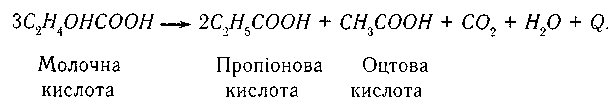 3C₂H₄OHCOOH → 2C₂H₅COOH + CH₃COOH + CO₂ + H₂O + Q.
Молочна Пропіонова Оцтова
кислота кислота кислота